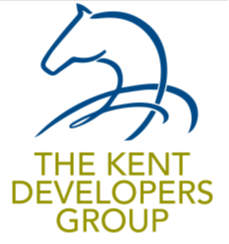 THE KENT
DEVELOPERS
GROUP